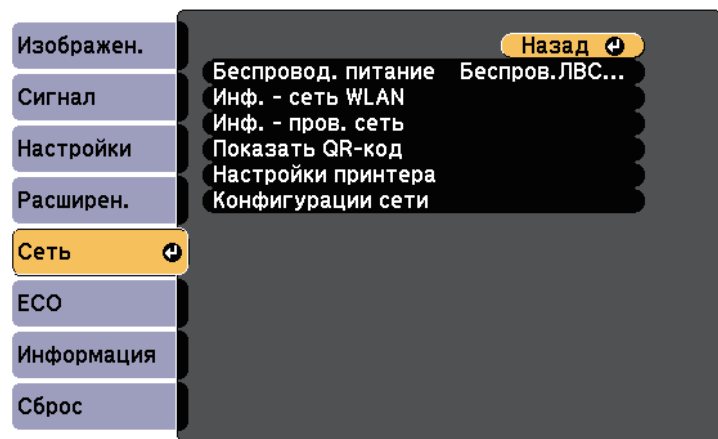 Изображен.
Сигнал
Настройки
Расширен.
Сеть
ECO
Информация
Сброс
Назад
Беспровод. питание Беспров.ЛВС...
Инф. - сеть WLAN
Инф. - пров. сеть
Показать QR-код
Настройки принтера
Конфигурации сети